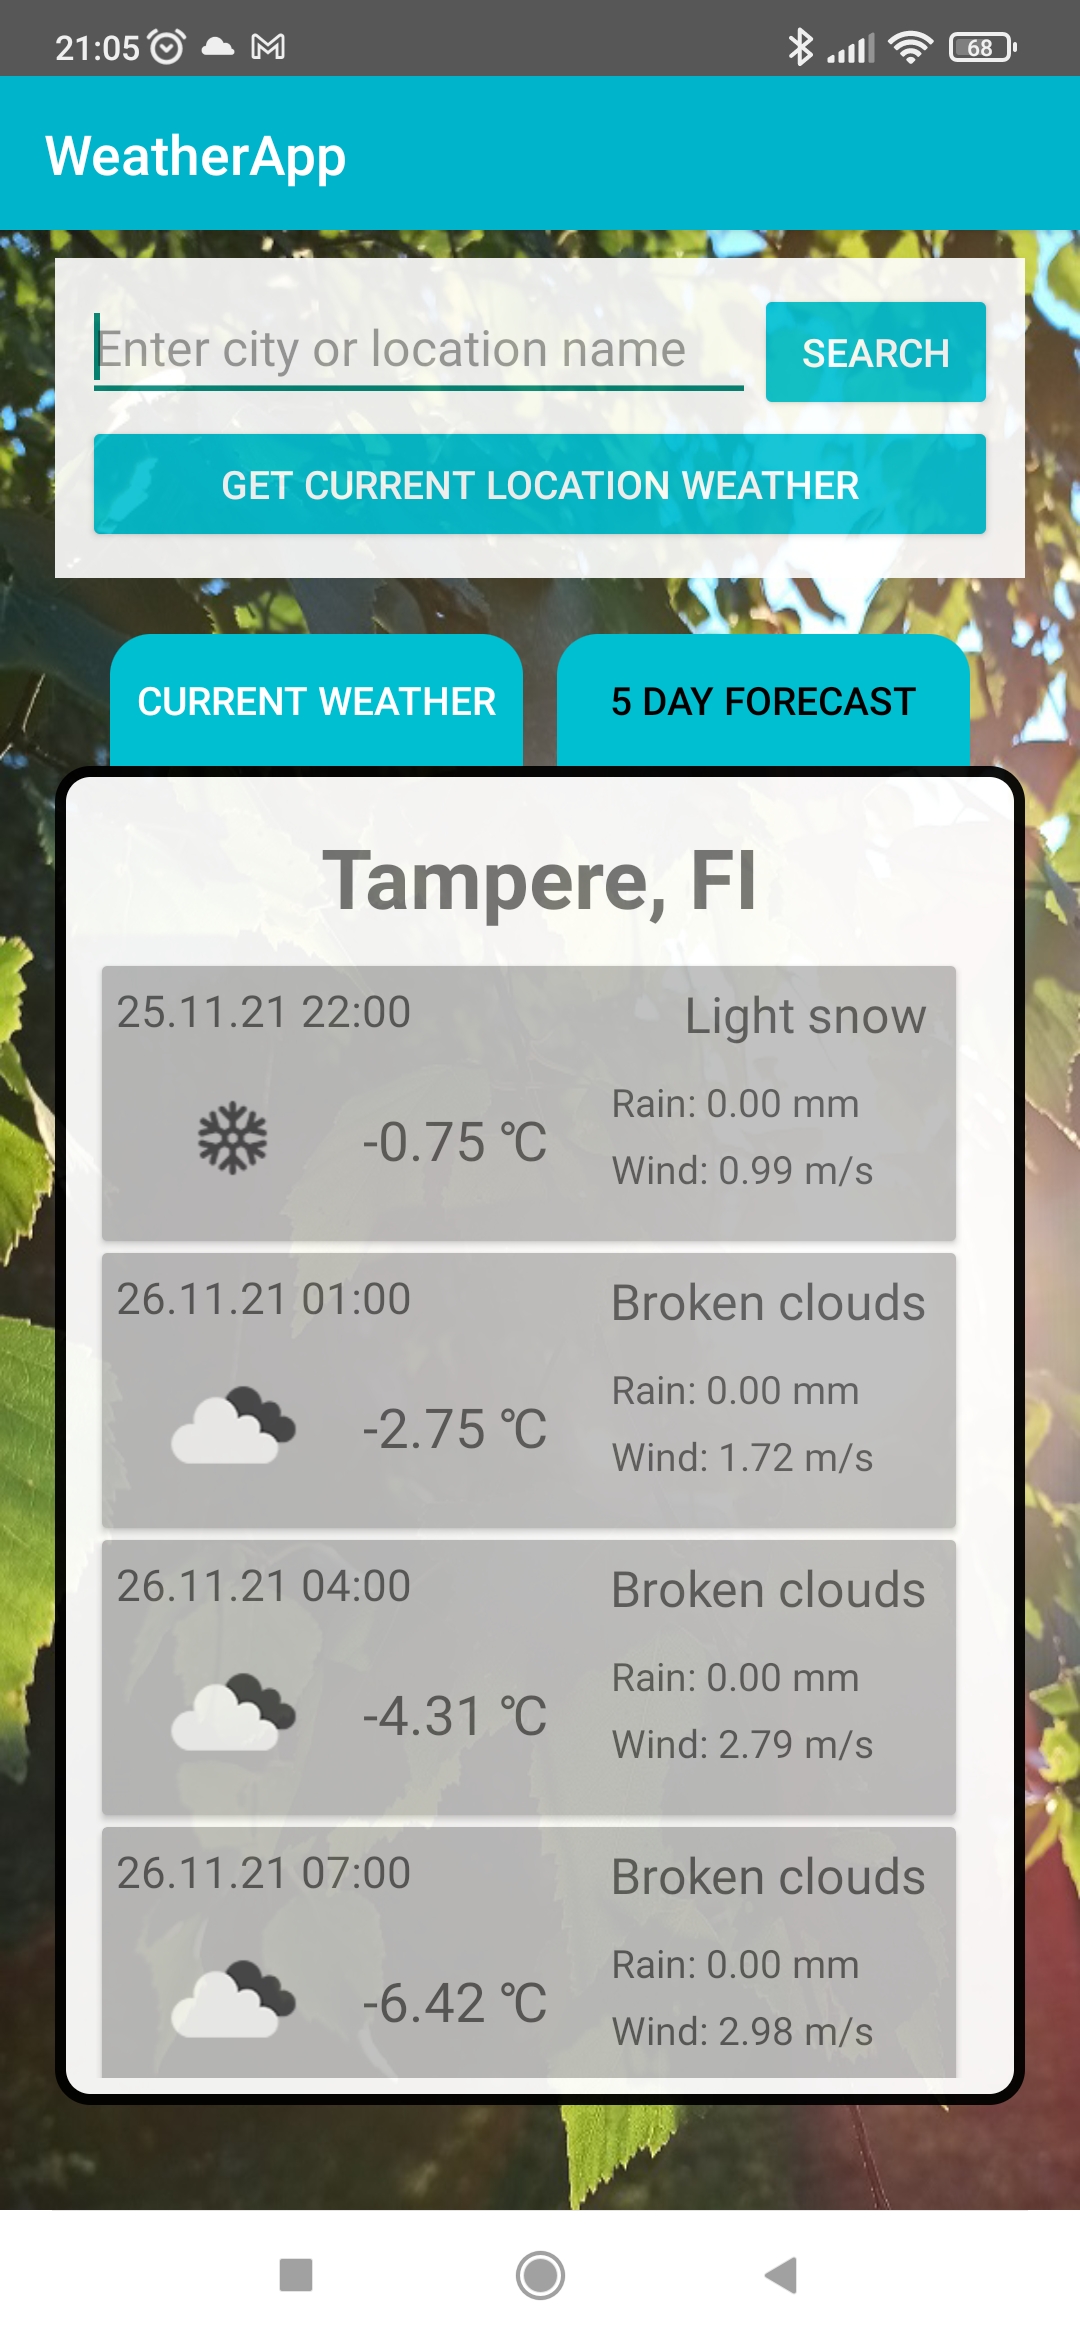 21:05 68
WeatherApp
Enter city or location name
SEARCH
GET CURRENT LOCATION WEATHER
CURRENT WEATHER
5 DAY FORECAST
Tampere, FI
25.11.21 22:00
Light snow
-0.75 ℃
Rain: 0.00 mm
Wind: 0.99 m/s
26.11.21 01:00
Broken clouds
-2.75 ℃
Rain: 0.00 mm
Wind: 1.72 m/s
26.11.21 04:00
Broken clouds
-4.31 ℃
Rain: 0.00 mm
Wind: 2.79 m/s
26.11.21 07:00
Broken clouds
-6.42 ℃
Rain: 0.00 mm
Wind: 2.98 m/s